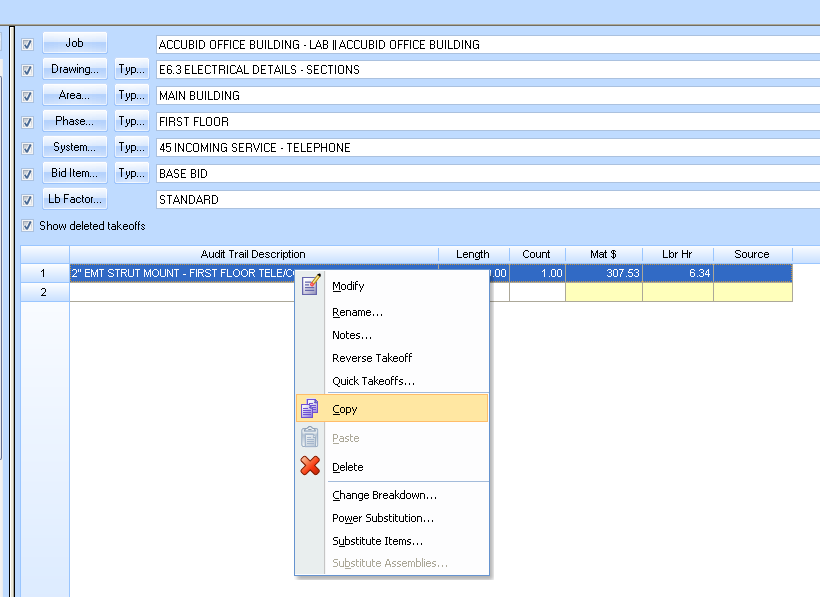 Job ACCUBID OFFICE BUILDING - LAB || ACCUBID OFFICE BUILDING
Drawing... Typ... E6.3 ELECTRICAL DETAILS - SECTIONS
Area... Typ... MAIN BUILDING
Phase... Typ... FIRST FLOOR
System... Typ... 45 INCOMING SERVICE - TELEPHONE
Bid Item... Typ... BASE BID
Lb Factor... STANDARD
Show deleted takeoffs
Audit Trail Description Length Count Mat $ Lbr Hr Source
1 2" EMT STRUT MOUNT - FIRST FLOOR TELE/ .00 1.00 307.53 6.34
2
Modify
Rename...
Notes...
Reverse Takeoff
Quick Takeoffs...
Copy
Paste
Delete
Change Breakdown...
Power Substitution...
Substitute Items...
Substitute Assemblies...